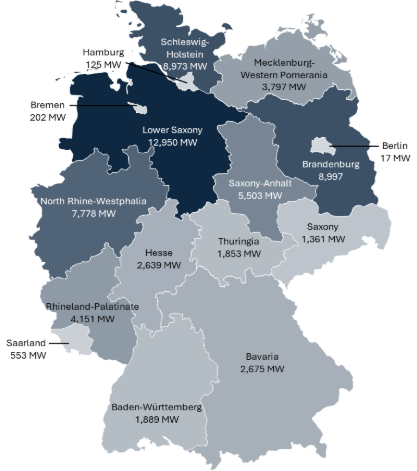 Schleswig-
Holstein
8,973 MW
Hamburg
125 MW
Mecklenburg-
Western Pomerania
3,797 MW
Bremen
202 MW
Lower Saxony
12,950 MW
Berlin
17 MW
Brandenburg
8,997
Saxony-Anhalt
5,503 MW
North Rhine-Westphalia
7,778 MW
Saxony
1,361 MW
Thuringia
1,853 MW
Hesse
2,639 MW
Rhineland-Palatinate
4,151 MW
Saarland
553 MW
Bavaria
2,675 MW
Baden-Württemberg
1,889 MW